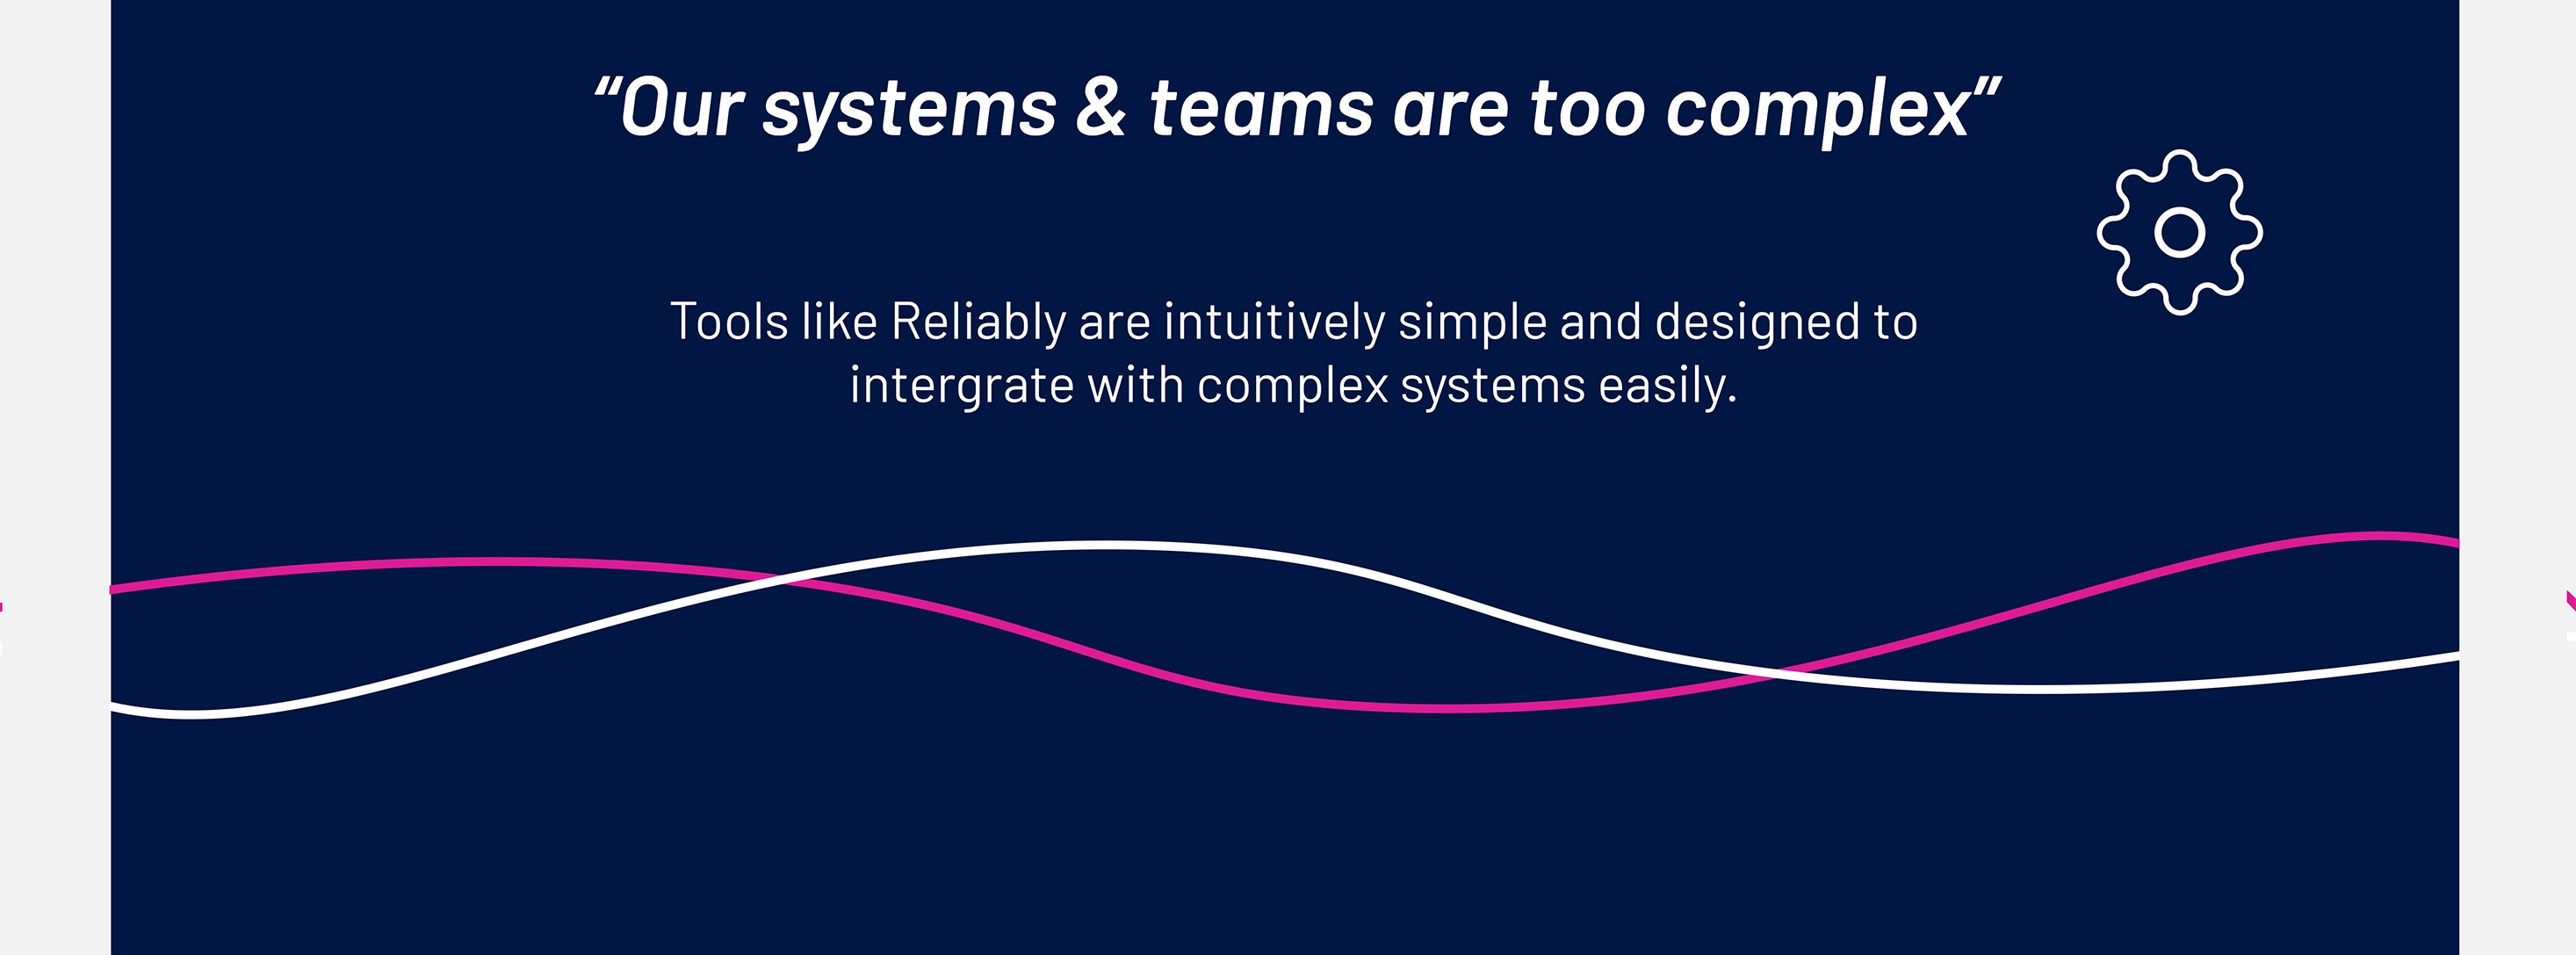 “Our systems & teams are too complex”
Tools like Reliably are intuitively simple and designed to
intergrate with complex systems easily.